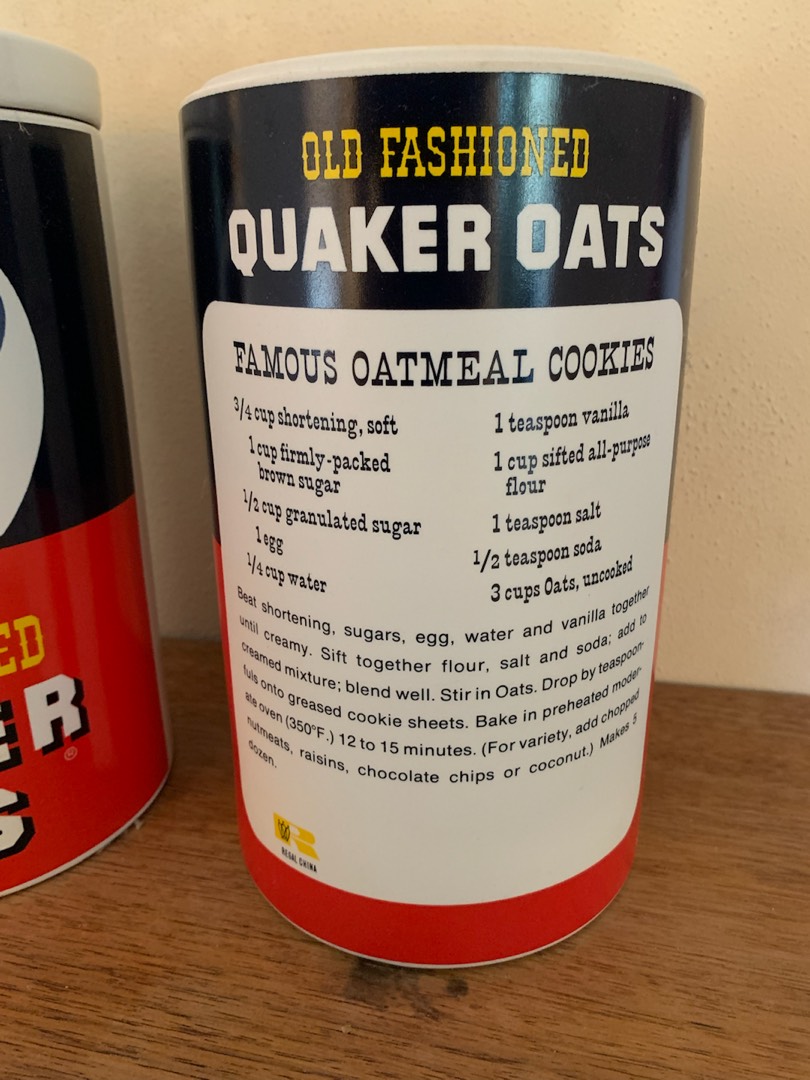 OLD FASHIONED
QUAKER OATS
FAMOUS OATMEAL COOKIES
3/4 cup shortening, soft
1 cup firmly-packed
brown sugar
1/2 cup granulated sugar
1 egg
1/4 cup water
1 teaspoon vanilla
1 cup sifted all-purpose
flour
1 teaspoon salt
1/2 teaspoon soda
3 cups Oats, uncooked
Beat shortening, sugars, egg, water and vanilla together
until creamy. Sift together flour, salt and soda; add to
creamed mixture; blend well. Stir in Oats. Drop by teaspoon-
fuls onto greased cookie sheets. Bake in preheated moder-
ate oven (350°F.) 12 to 15 minutes. (For variety, add chopped
nutmeats, raisins, chocolate chips or coconut.) Makes 5
dozen.
REGAL CHINA
ED
ER
®
S